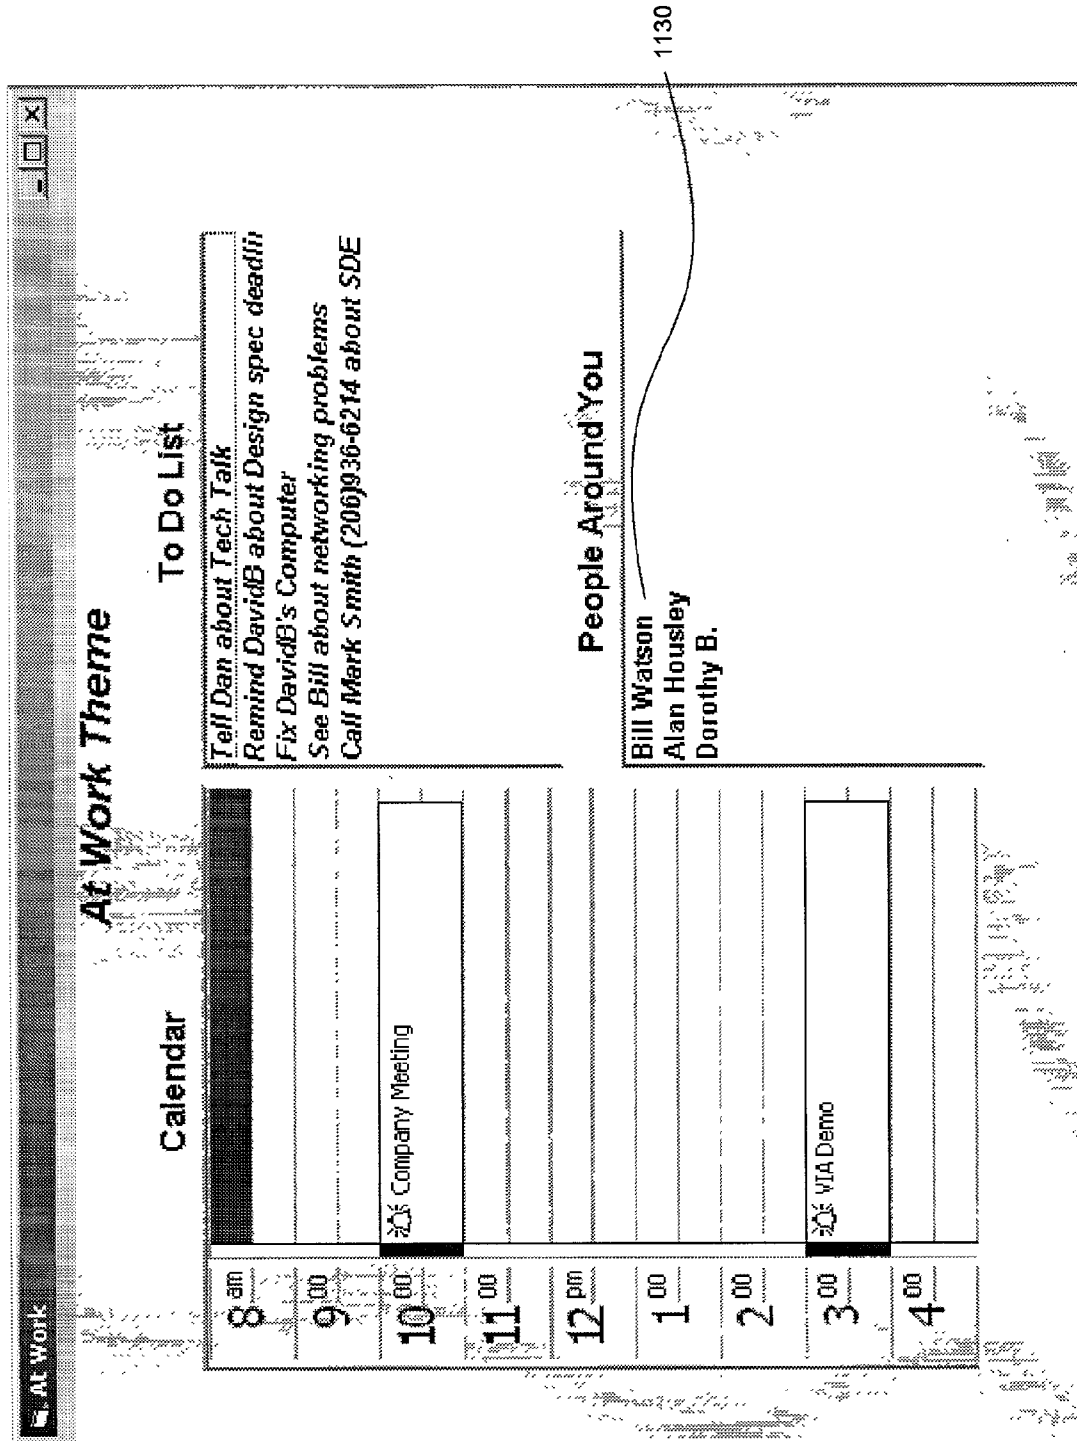 At Work
At Work Theme
Calendar
8 am
9 00
10 00
Company Meeting
11 00
12 pm
1 00
2 00
3 00
VIA Demo
4 00
To Do List
Tell Dan about Tech Talk
Remind DavidB about Design spec deadlin
Fix DavidB's Computer
See Bill about networking problems
Call Mark Smith (206)936-6214 about SDE
People Around You
Bill Watson
Alan Housley
Dorothy B.
1130